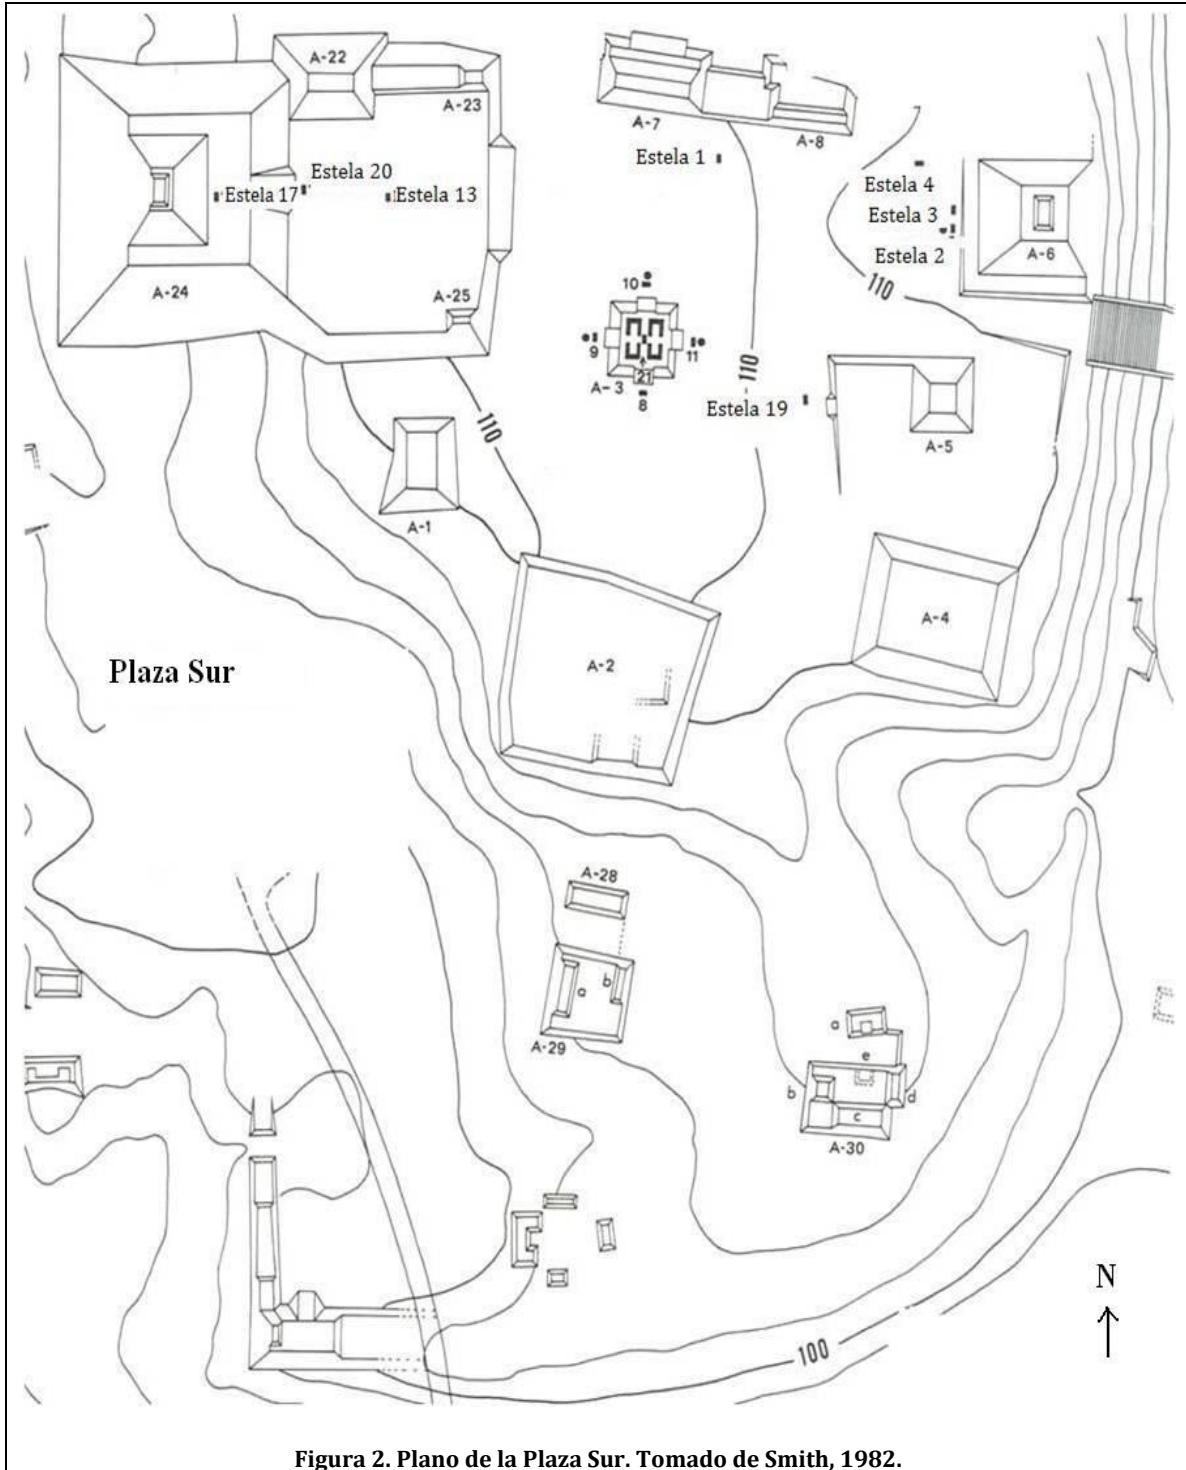 A-22
A-23
A-7
A-8
Estela 1
Estela 20
Estela 17
Estela 13
Estela 4
Estela 3
Estela 2
A-6
A-24
A-25
110
10
9
11
21
A-3
8
110
110
Estela 19
A-5
A-1
A-4
A-2
Plaza Sur
A-28
a
b
A-29
a
e
b
d
c
A-30
N
100
Figura 2. Plano de la Plaza Sur. Tomado de Smith, 1982.